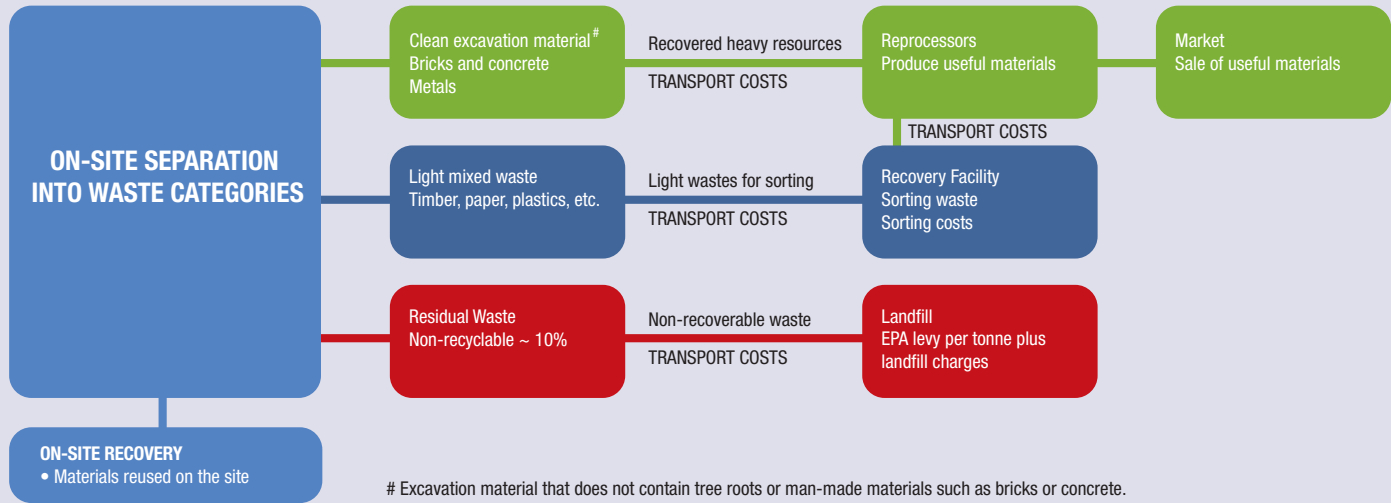 ON-SITE SEPARATION
INTO WASTE CATEGORIES
Clean excavation material#
Bricks and concrete
Metals
Recovered heavy resources
TRANSPORT COSTS
Reprocessors
Produce useful materials
Market
Sale of useful materials
TRANSPORT COSTS
Light mixed waste
Timber, paper, plastics, etc.
Light wastes for sorting
TRANSPORT COSTS
Recovery Facility
Sorting waste
Sorting costs
Residual Waste
Non-recyclable ~ 10%
Non-recoverable waste
TRANSPORT COSTS
Landfill
EPA levy per tonne plus
landfill charges
ON-SITE RECOVERY
• Materials reused on the site
# Excavation material that does not contain tree roots or man-made materials such as bricks or concrete.